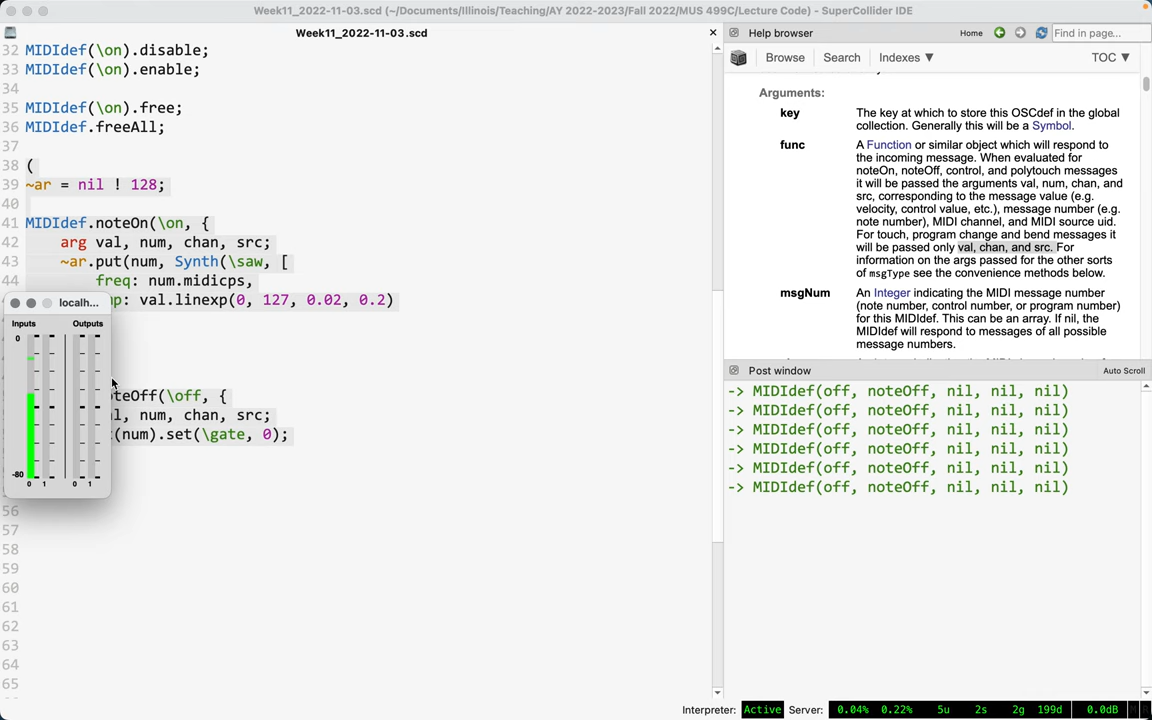 Week11_2022-11-03.scd (~/Documents/Illinois/Teaching/AY 2022-2023/Fall 2022/MUS 499C/Lecture Code) - SuperCollider IDE
Week11_2022-11-03.scd
32 MIDIdef(\on).disable;
33 MIDIdef(\on).enable;
34
35 MIDIdef(\on).free;
36 MIDIdef.freeAll;
37
38 (
39 ~ar = nil ! 128;
40
41 MIDIdef.noteOn(\on, {
42 arg val, num, chan, src;
43 ~ar.put(num, Synth(\saw, [
44 freq: num.midicps,
p: val.linexp(0, 127, 0.02, 0.2)
teOff(\off, {
l, num, chan, src;
(num).set(\gate, 0);
56
57
58
59
60
61
62
63
64
65
localh...
Inputs Outputs
0
-80
0 1 0 1
Help browser
Home
Find in page...
Browse Search Indexes ▼ TOC ▼
Arguments:
key The key at which to store this OSCdef in the global
collection. Generally this will be a Symbol.
func A Function or similar object which will respond to
the incoming message. When evaluated for
noteOn, noteOff, control, and polytouch messages
it will be passed the arguments val, num, chan, and
src, corresponding to the message value (e.g.
velocity, control value, etc.), message number (e.g.
note number), MIDI channel, and MIDI source uid.
For touch, program change and bend messages it
will be passed only val, chan, and src. For
information on the args passed for the other sorts
of msgType see the convenience methods below.
msgNum An Integer indicating the MIDI message number
(note number, control number, or program number)
for this MIDIdef. This can be an array. If nil, the
MIDIdef will respond to messages of all possible
message numbers.
Post window
Auto Scroll
-> MIDIdef(off, noteOff, nil, nil, nil)
-> MIDIdef(off, noteOff, nil, nil, nil)
-> MIDIdef(off, noteOff, nil, nil, nil)
-> MIDIdef(off, noteOff, nil, nil, nil)
-> MIDIdef(off, noteOff, nil, nil, nil)
-> MIDIdef(off, noteOff, nil, nil, nil)
Interpreter: Active Server: 0.04% 0.22% 5u 2s 2g 199d 0.0dB